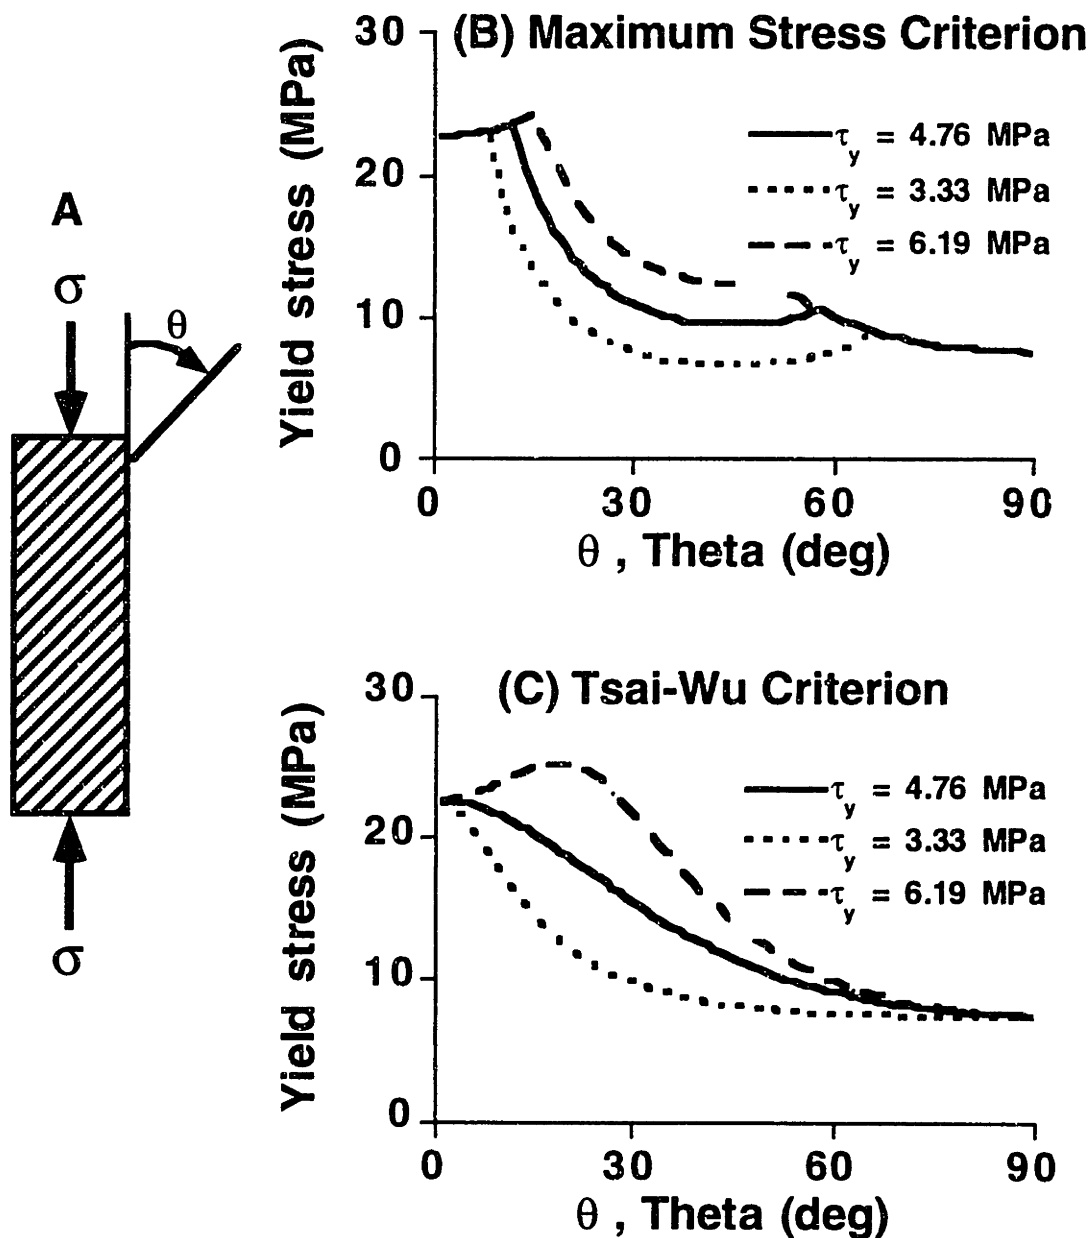 A
σ
θ
σ
(B) Maximum Stress Criterion
Yield stress (MPa)
30
20
10
0
τy = 4.76 MPa
τy = 3.33 MPa
τy = 6.19 MPa
0 30 60 90
θ , Theta (deg)
(C) Tsai-Wu Criterion
Yield stress (MPa)
30
20
10
0
τy = 4.76 MPa
τy = 3.33 MPa
τy = 6.19 MPa
0 30 60 90
θ , Theta (deg)